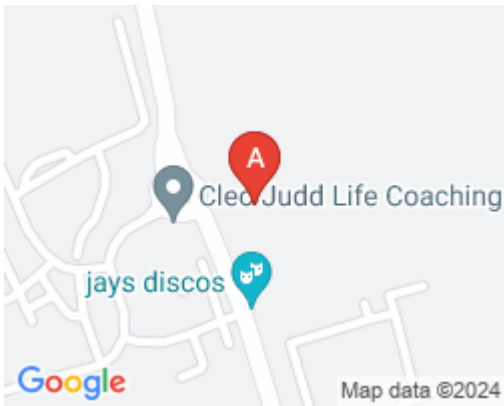 A
Cleo Judd Life Coaching
jays discos
Google
Map data ©2024